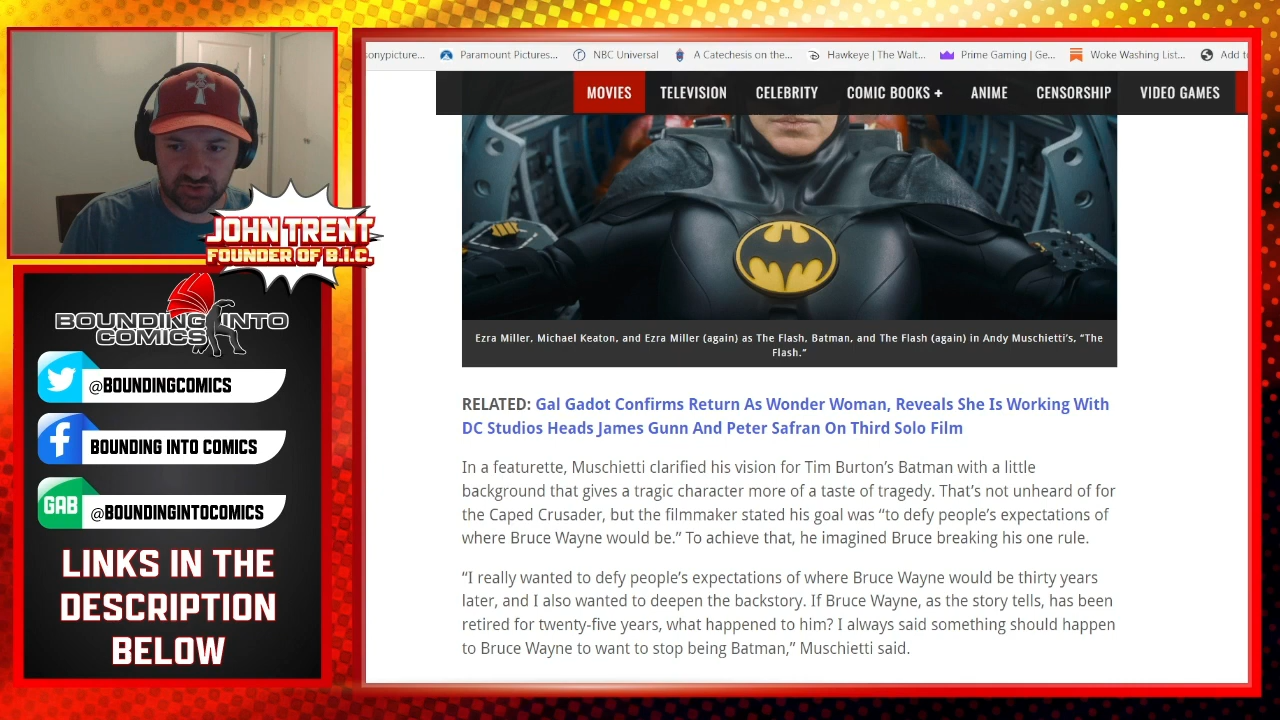 JOHN TRENT
FOUNDER OF B.I.C.
BOUNDING INTO
COMICS
@BOUNDINGCOMICS
BOUNDING INTO COMICS
GAB
@BOUNDINGINTOCOMICS
LINKS IN THE
DESCRIPTION
BELOW
sonypicture...
Paramount Pictures...
NBC Universal
A Catechesis on the...
Hawkeye | The Walt...
Prime Gaming | Ge...
Woke Washing List...
Add to
MOVIES
TELEVISION
CELEBRITY
COMIC BOOKS +
ANIME
CENSORSHIP
VIDEO GAMES
Ezra Miller, Michael Keaton, and Ezra Miller (again) as The Flash, Batman, and The Flash (again) in Andy Muschietti's, "The
Flash."
RELATED: Gal Gadot Confirms Return As Wonder Woman, Reveals She Is Working With
DC Studios Heads James Gunn And Peter Safran On Third Solo Film
In a featurette, Muschietti clarified his vision for Tim Burton's Batman with a little
background that gives a tragic character more of a taste of tragedy. That's not unheard of for
the Caped Crusader, but the filmmaker stated his goal was “to defy people's expectations of
where Bruce Wayne would be.” To achieve that, he imagined Bruce breaking his one rule.
“I really wanted to defy people's expectations of where Bruce Wayne would be thirty years
later, and I also wanted to deepen the backstory. If Bruce Wayne, as the story tells, has been
retired for twenty-five years, what happened to him? I always said something should happen
to Bruce Wayne to want to stop being Batman,” Muschietti said.